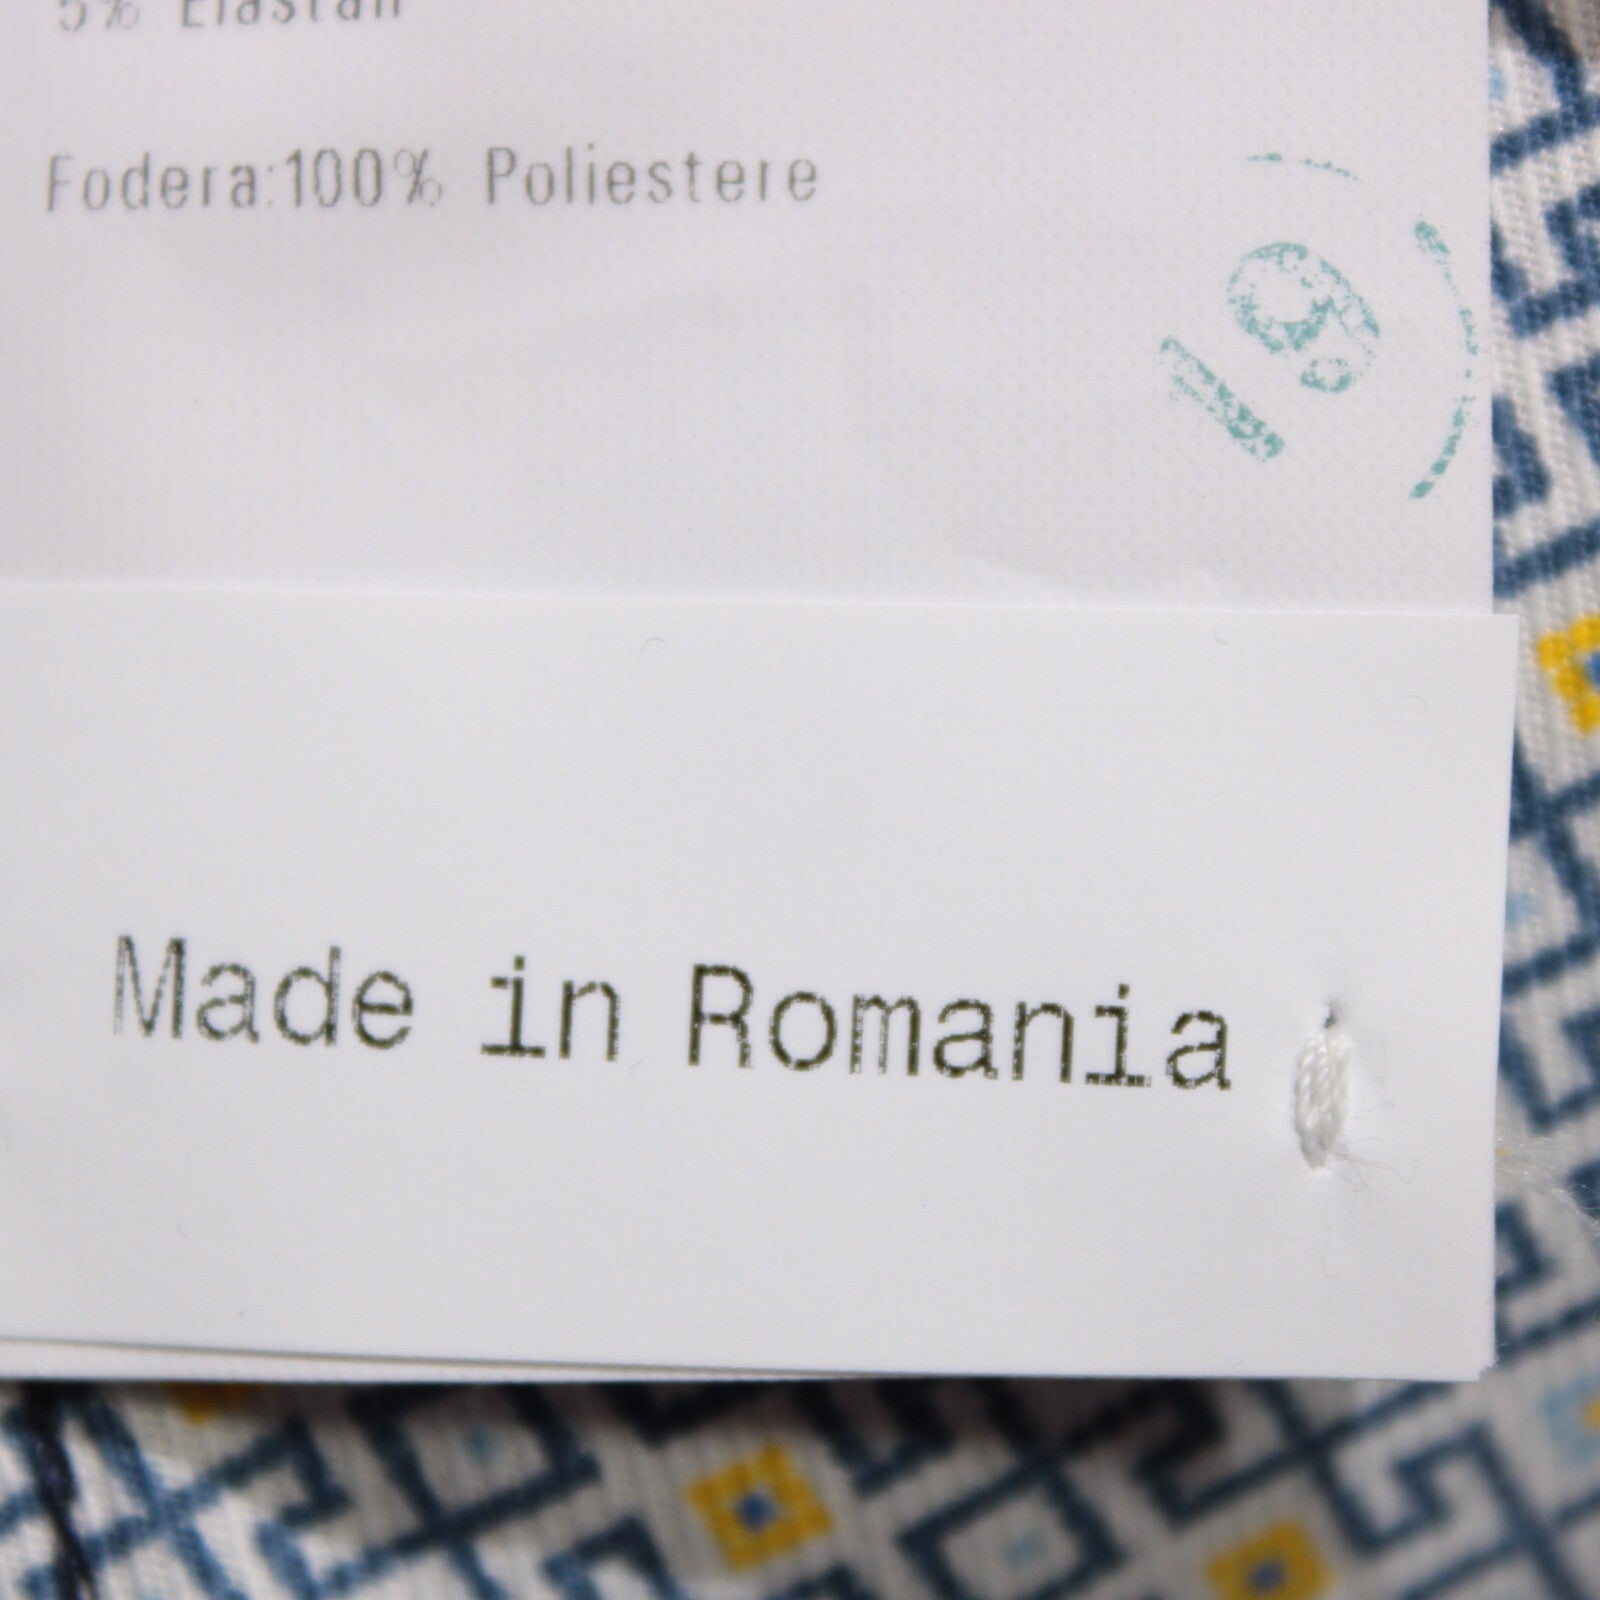 5% Elastan
Fodera:100% Poliestere
19
Made in Romania